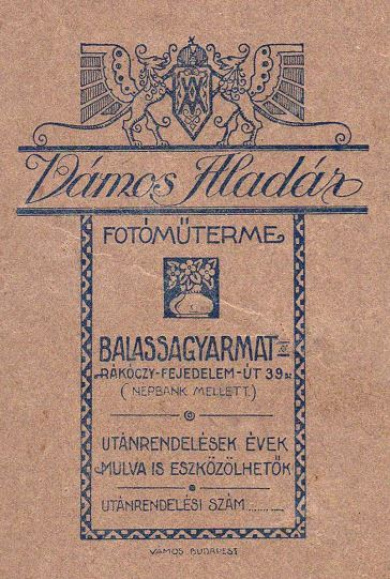 Vámos Aladár
FOTÓMŰTERME
BALASSAGYARMAT
RÁKÓCZY-FEJEDELEM-ÚT 39 SZ.
(NÉPBANK MELLETT.)
UTÁNRENDELÉSEK ÉVEK
MULVA IS ESZKÖZÖLHETŐK
UTÁNRENDELÉSI SZÁM........
VÁMOS BUDAPEST